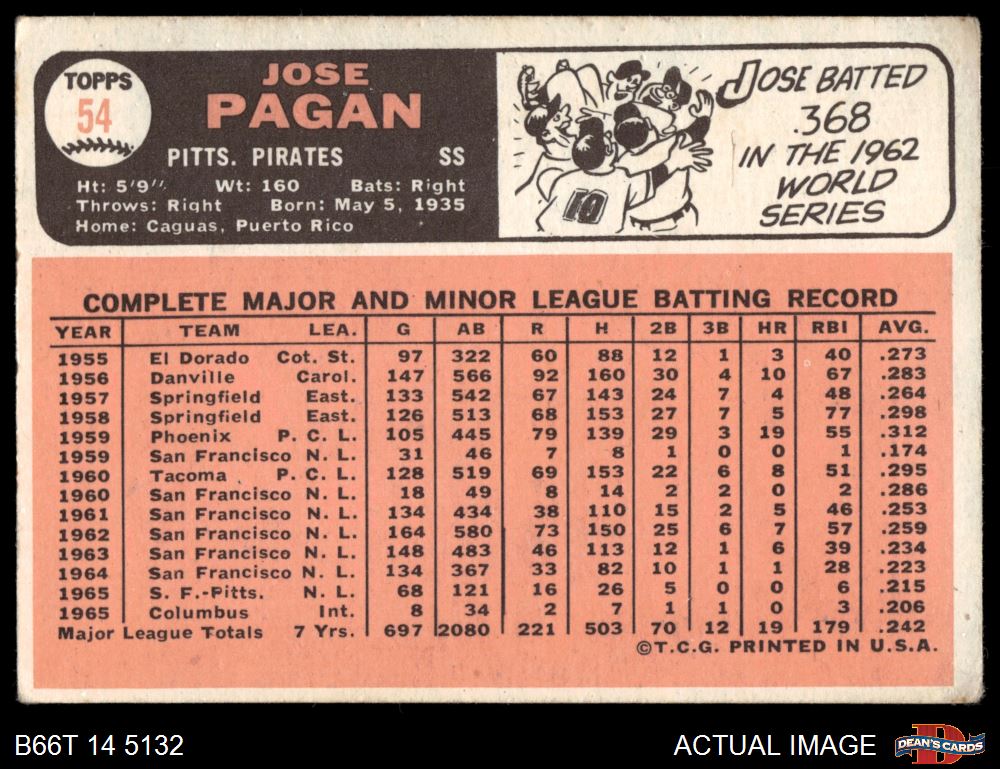 TOPPS
54
JOSE
PAGAN
PITTS. PIRATES SS
Ht: 5'9" Wt: 160 Bats: Right
Throws: Right Born: May 5, 1935
Home: Caguas, Puerto Rico
10
JOSE BATTED
.368
IN THE 1962
WORLD
SERIES
COMPLETE MAJOR AND MINOR LEAGUE BATTING RECORD
YEAR TEAM LEA. G AB R H 2B 3B HR RBI AVG.
1955 El Dorado Cot. St. 97 322 60 88 12 1 3 40 .273
1956 Danville Carol. 147 566 92 160 30 4 10 67 .283
1957 Springfield East. 133 542 67 143 24 7 4 48 .264
1958 Springfield East. 126 513 68 153 27 7 5 77 .298
1959 Phoenix P. C. L. 105 445 79 139 29 3 19 55 .312
1959 San Francisco N. L. 31 46 7 8 1 0 0 1 .174
1960 Tacoma P. C. L. 128 519 69 153 22 6 8 51 .295
1960 San Francisco N. L. 18 49 8 14 2 2 0 2 .286
1961 San Francisco N. L. 134 434 38 110 15 2 5 46 .253
1962 San Francisco N. L. 164 580 73 150 25 6 7 57 .259
1963 San Francisco N. L. 148 483 46 113 12 1 6 39 .234
1964 San Francisco N. L. 134 367 33 82 10 1 1 28 .223
1965 S. F.-Pitts. N. L. 68 121 16 26 5 0 0 6 .215
1965 Columbus Int. 8 34 2 7 1 1 0 3 .206
Major League Totals 7 Yrs. 697 2080 221 503 70 12 19 179 .242
©T.C.G. PRINTED IN U.S.A.
B66T 14 5132
ACTUAL IMAGE
DEAN'S CARDS